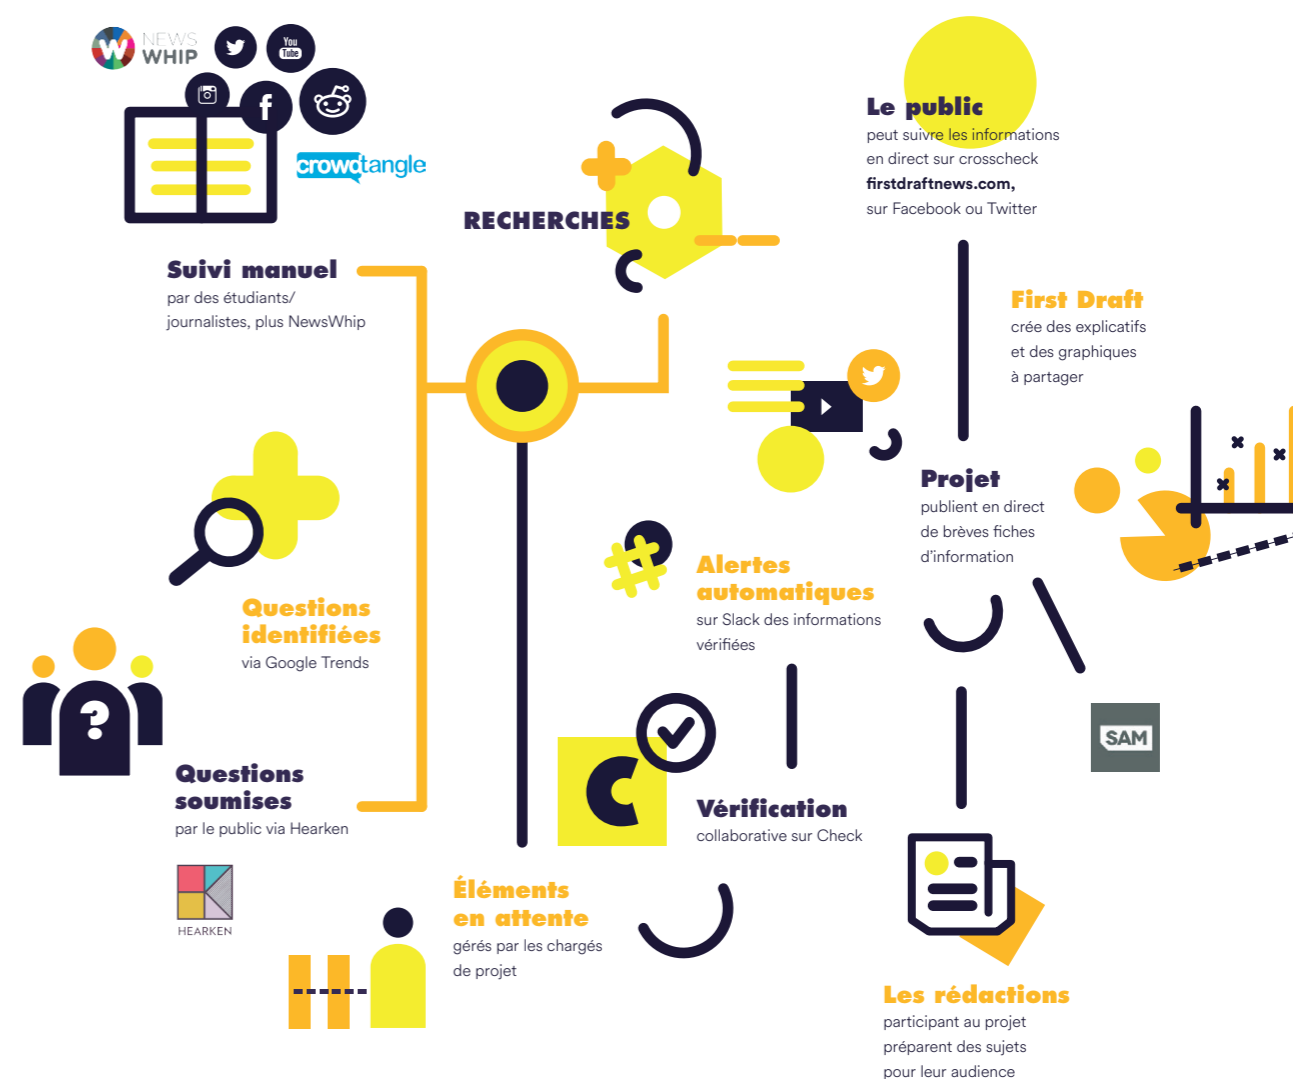 NEWS
WHIP
You
Tube
crowdtangle
RECHERCHES
Suivi manuel
par des étudiants/
journalistes, plus NewsWhip
Questions
identifiées
via Google Trends
?
Questions
soumises
par le public via Hearken
HEARKEN
Éléments
en attente
gérés par les chargés
de projet
C
Vérification
collaborative sur Check
Alertes
automatiques
sur Slack des informations
vérifiées
Le public
peut suivre les informations
en direct sur crosscheck
firstdraftnews.com,
sur Facebook ou Twitter
First Draft
crée des explicatifs
et des graphiques
à partager
Projet
publient en direct
de brèves fiches
d'information
SAM
Les rédactions
participant au projet
préparent des sujets
pour leur audience